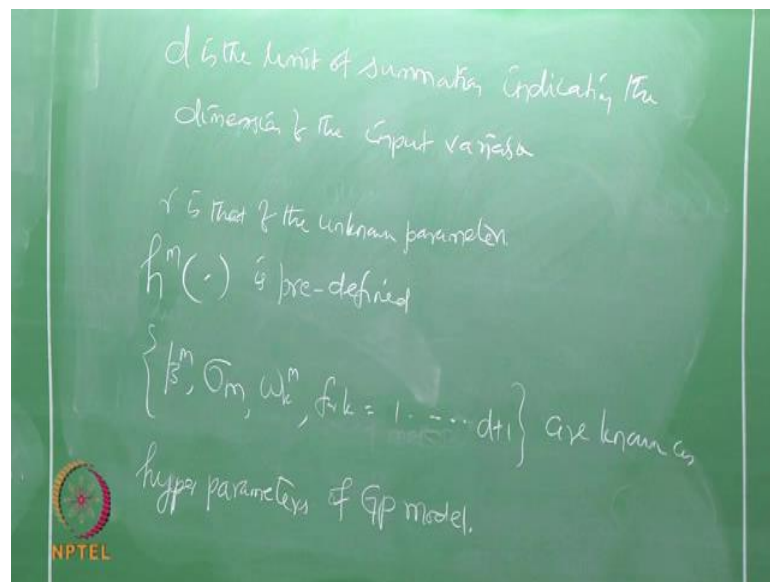 d is the limit of summation indicating the
dimension of the input variable
r is that of the unknown parameters
h^m(·) is pre-defined
{β^m, σ_m, ω_k^m, for k = 1 ----- d+1} are known as
hyper parameters of GP model.
NPTEL